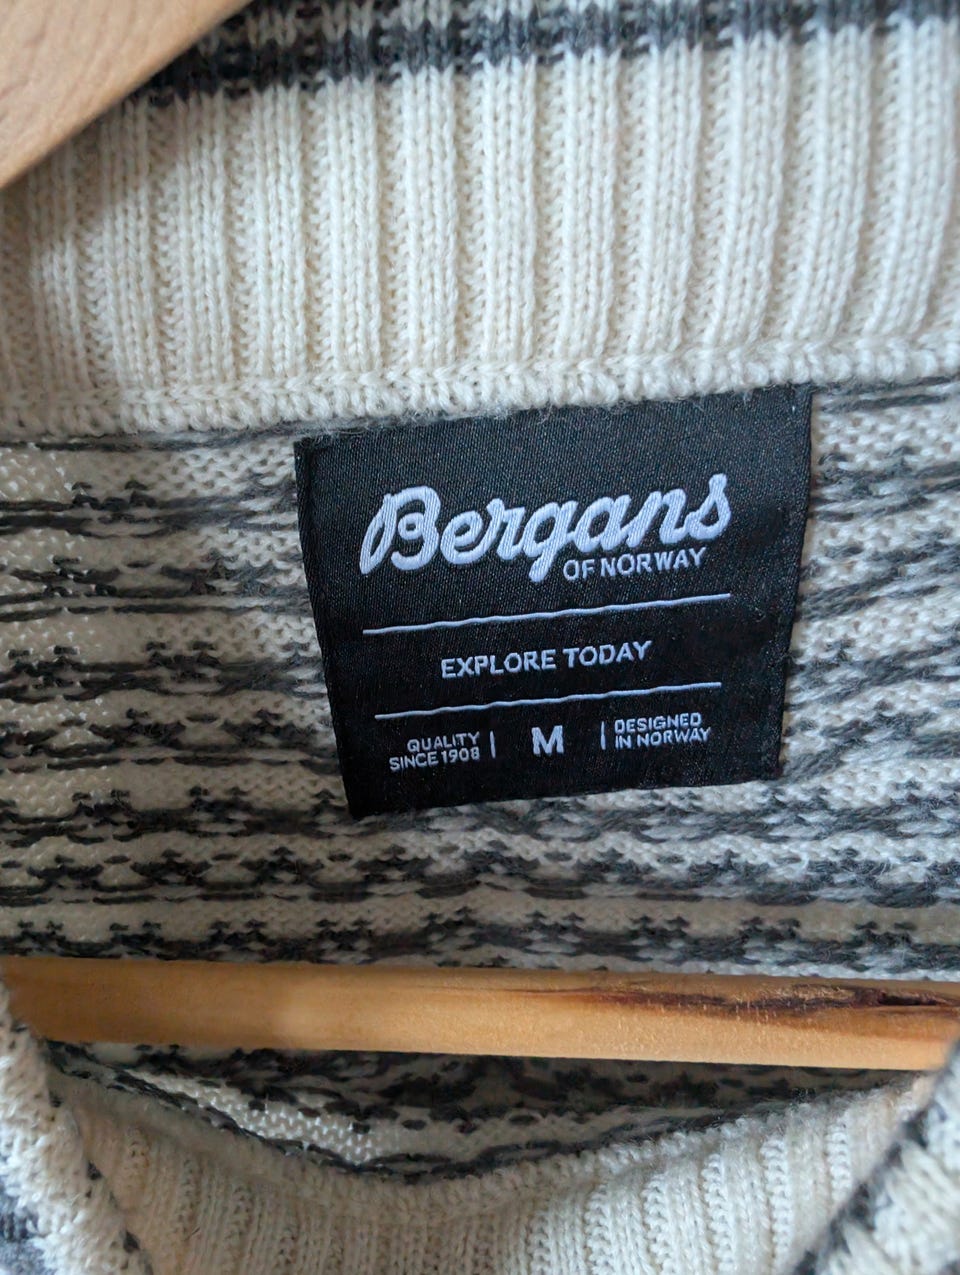 Bergans
OF NORWAY
EXPLORE TODAY
QUALITY
SINCE 1908
M
DESIGNED
IN NORWAY